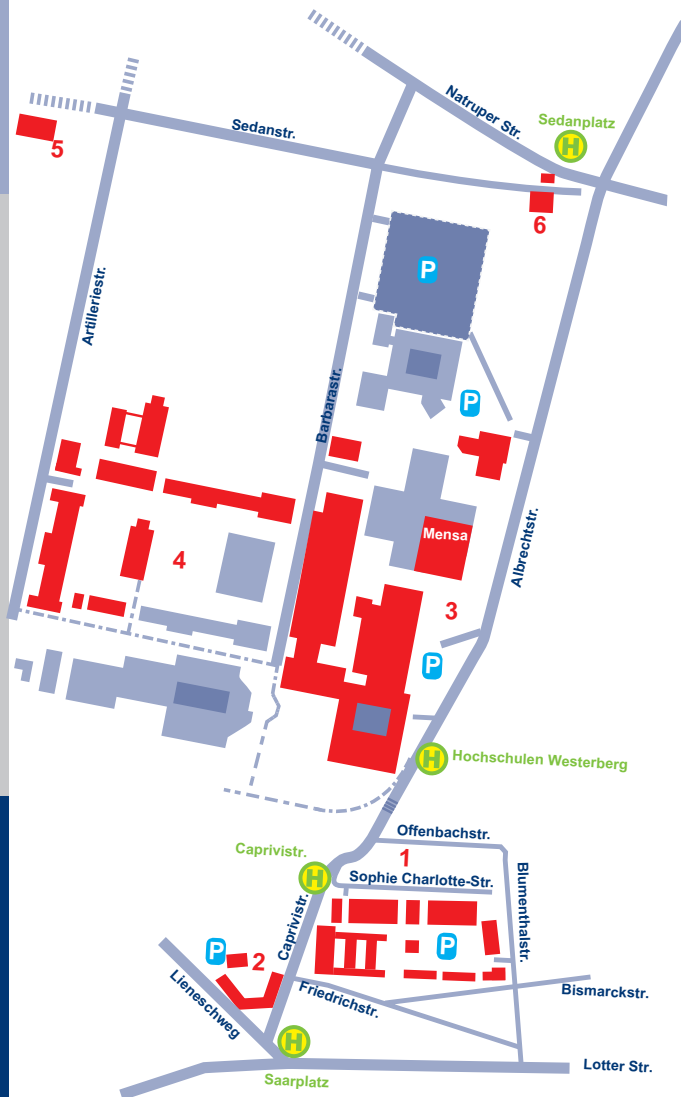 Natruper Str.
Sedanplatz
H
Sedanstr.
5
6
P
Artilleriestr.
Barbarastr.
P
Mensa
Albrechtstr.
4
3
P
H
Hochschulen Westerberg
Offenbachstr.
Caprivistr.
1
H
Sophie Charlotte-Str.
Blumenthalstr.
Caprivistr.
P
P
2
Lieneschweg
Friedrichstr.
Bismarckstr.
H
Lotter Str.
Saarplatz